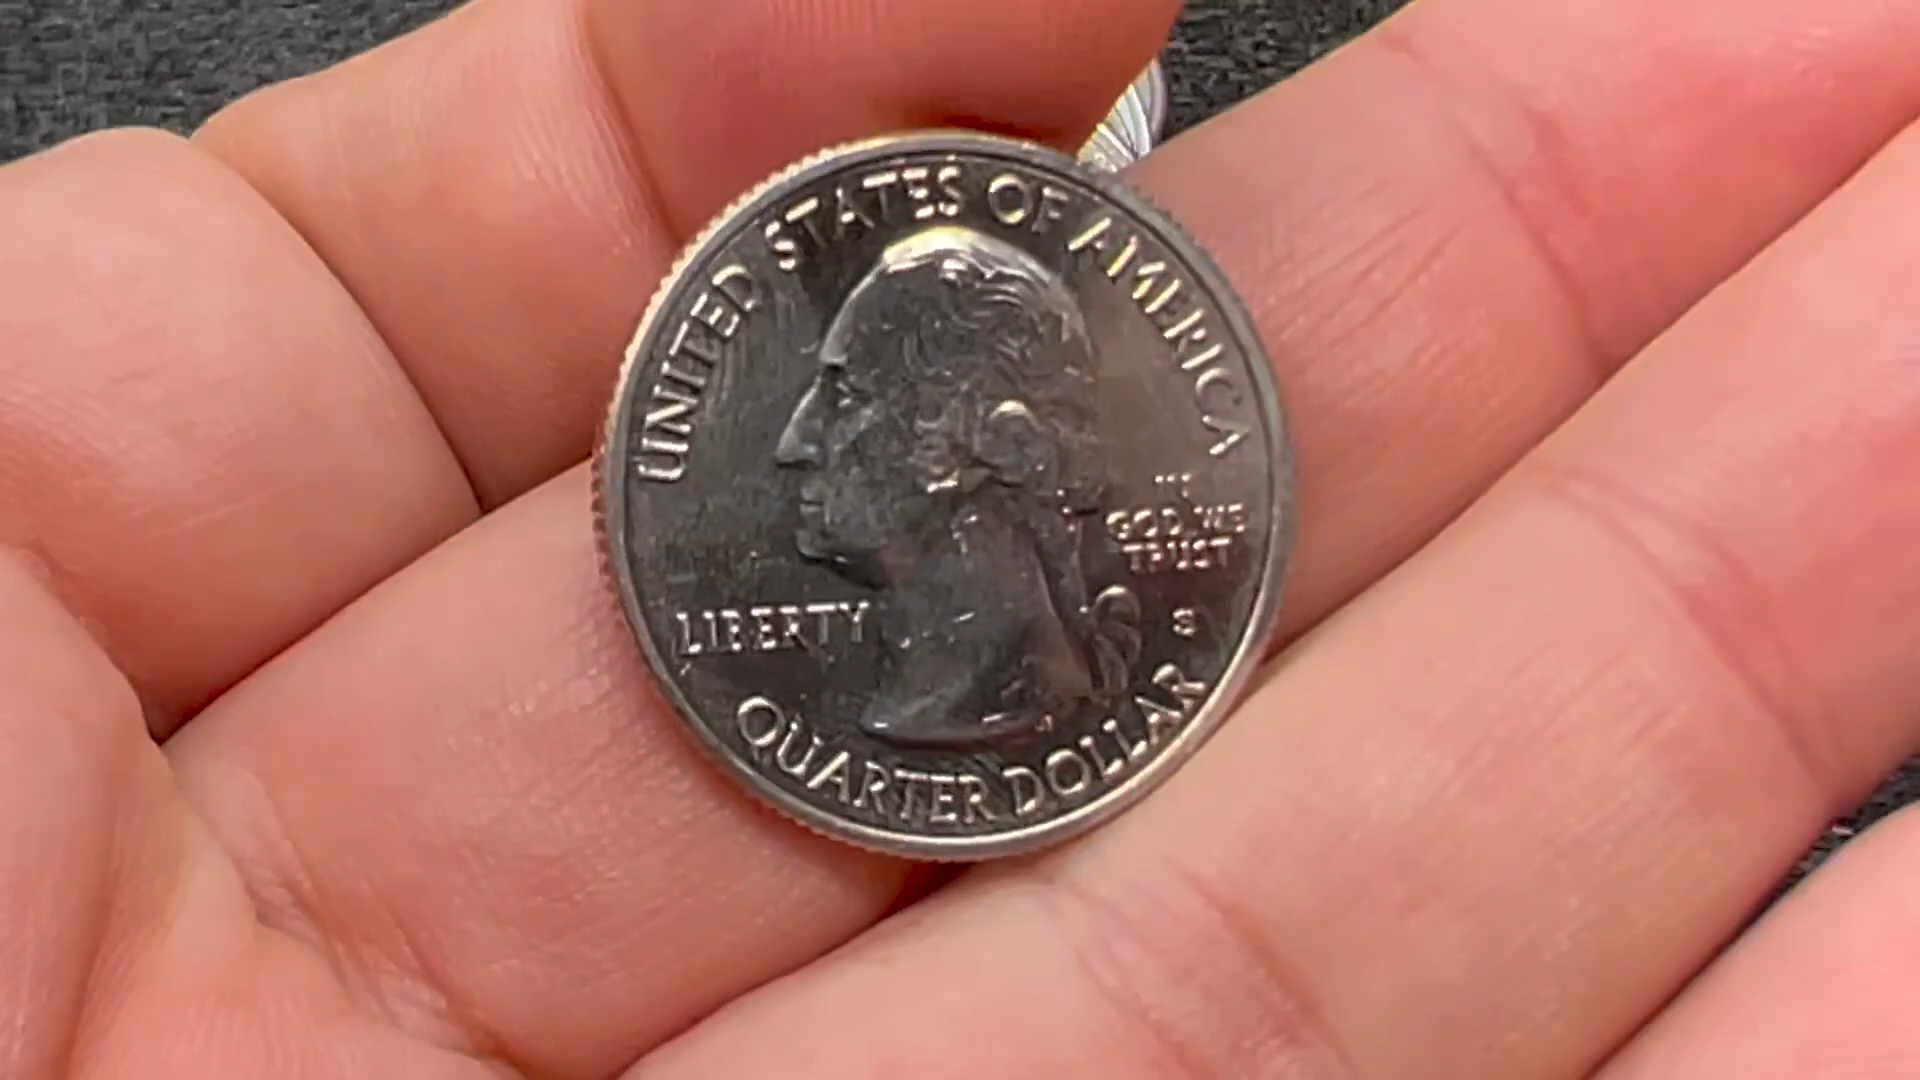 UNITED STATES OF AMERICA
IN
GOD WE
TRUST
LIBERTY
S
QUARTER DOLLAR